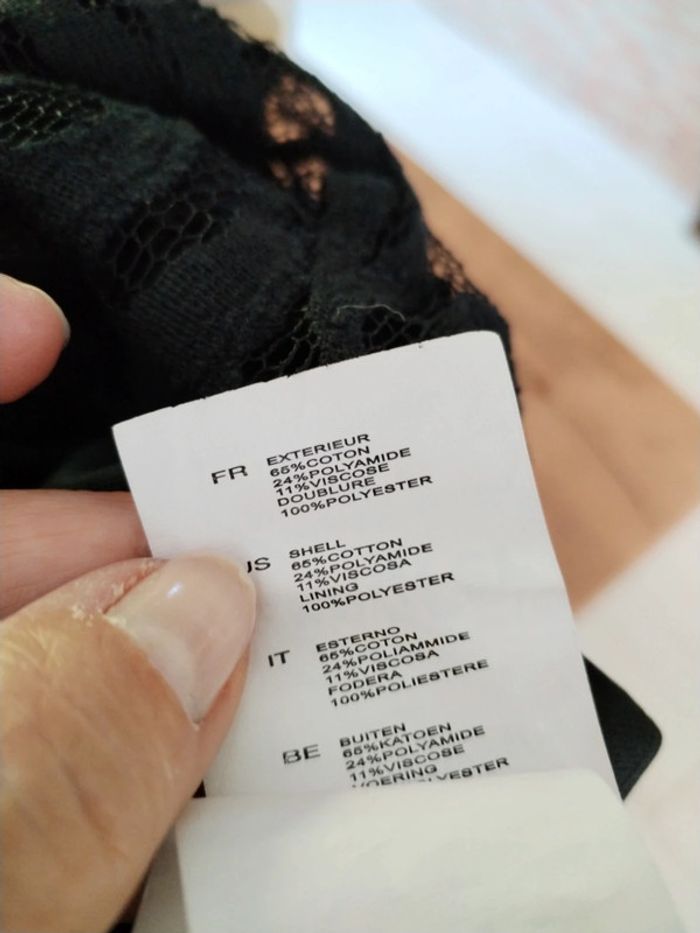 FR EXTERIEUR
65%COTON
24%POLYAMIDE
11%VISCOSE
DOUBLURE
100%POLYESTER
US SHELL
65%COTTON
24%POLYAMIDE
11%VISCOSA
LINING
100%POLYESTER
IT ESTERNO
65%COTON
24%POLIAMMIDE
11%VISCOSA
FODERA
100%POLIESTERE
BE BUITEN
65%KATOEN
24%POLYAMIDE
11%VISCOSE
VOERING